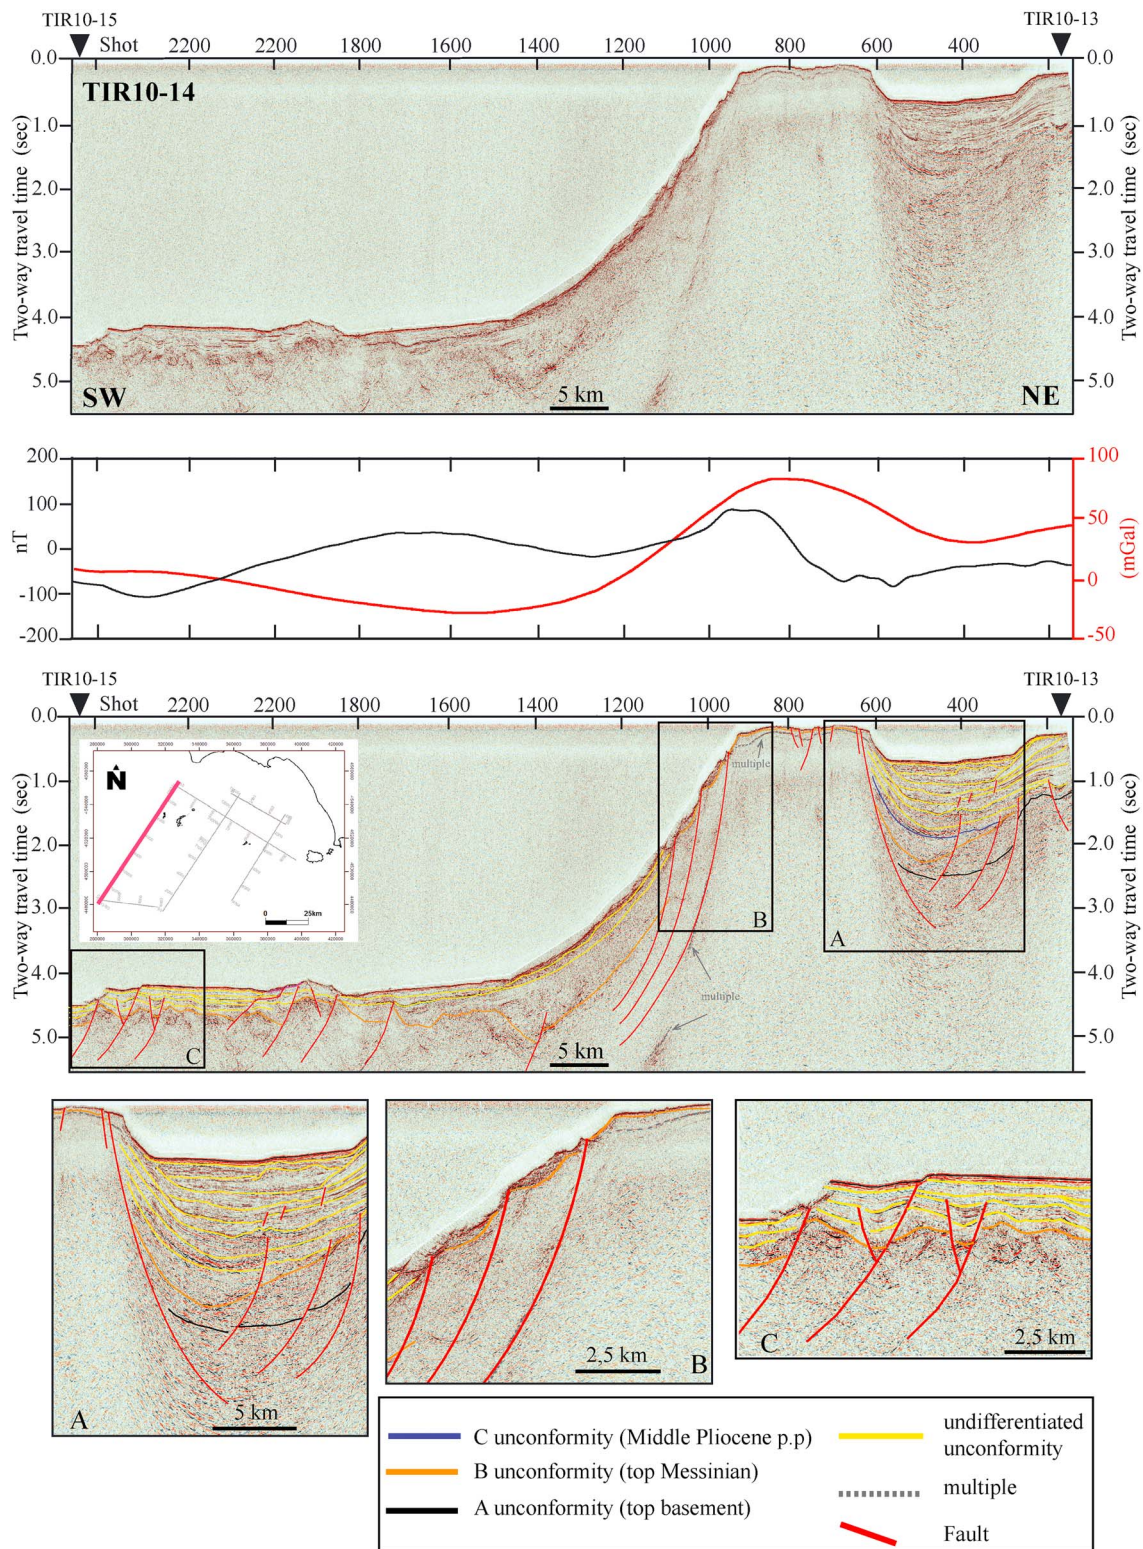 TIR10-15
TIR10-13
Shot 2200 2200 1800 1600 1400 1200 1000 800 600 400
0.0 0.0
TIR10-14
1.0 1.0
2.0 2.0
3.0 3.0
4.0 4.0
5.0 5.0
Two-way travel time (sec)
Two-way travel time (sec)
SW
5 km
NE
200 100
100 50
0 0
-100
-200 -50
nT
(mGal)
TIR10-15
TIR10-13
Shot 2200 2200 1800 1600 1400 1200 1000 800 600 400
0.0 0.0
1.0 1.0
2.0 2.0
3.0 3.0
4.0 4.0
5.0 5.0
Two-way travel time (sec)
Two-way travel time (sec)
N
0 25km
multiple
B
A
multiple
C
5 km
A
5 km
2,5 km
B
C
2,5 km
C unconformity (Middle Pliocene p.p)
B unconformity (top Messinian)
A unconformity (top basement)
undifferentiated
unconformity
multiple
Fault